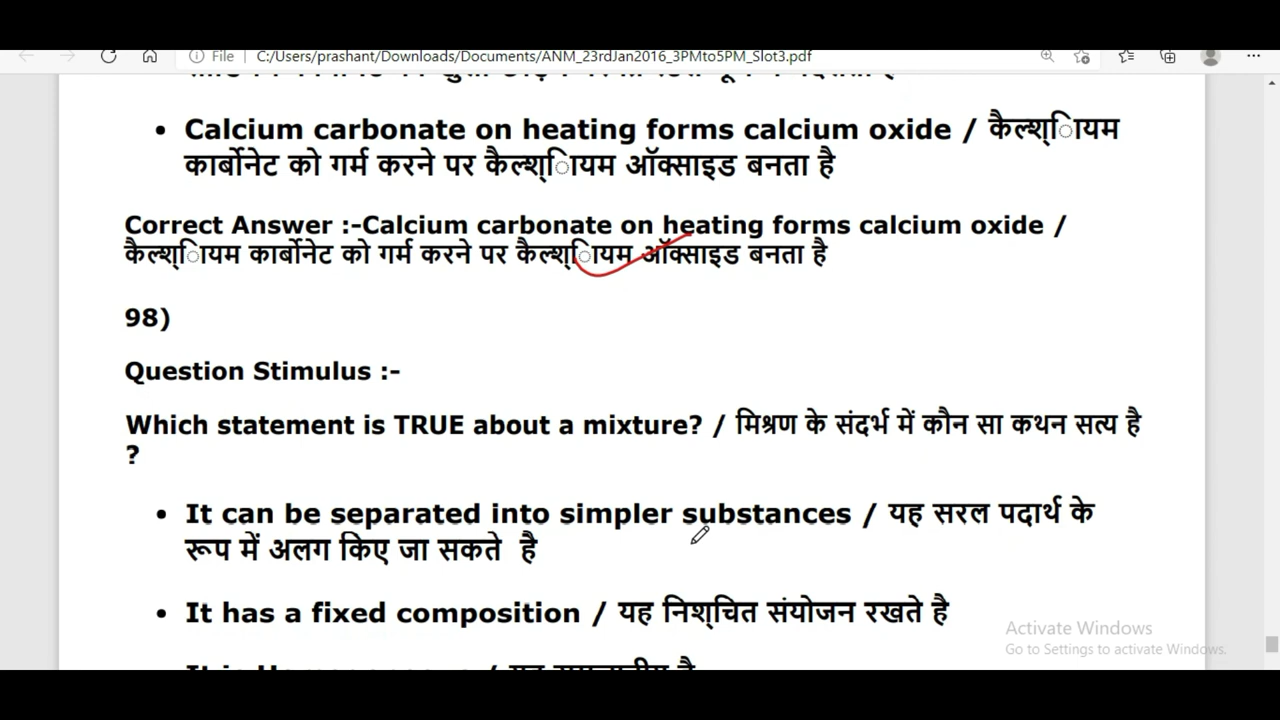 File C:/Users/prashant/Downloads/Documents/ANM_23rdJan2016_3PMto5PM_Slot3.pdf
• Calcium carbonate on heating forms calcium oxide / कैल्श्ियम
कार्बोनेट को गर्म करने पर कैल्श्ियम ऑक्साइड बनता है
Correct Answer :-Calcium carbonate on heating forms calcium oxide /
कैल्श्ियम कार्बोनेट को गर्म करने पर कैल्श्ियम ऑक्साइड बनता है
98)
Question Stimulus :-
Which statement is TRUE about a mixture? / मिश्रण के संदर्भ में कौन सा कथन सत्य है
?
• It can be separated into simpler substances / यह सरल पदार्थ के
रूप में अलग किए जा सकते है
• It has a fixed composition / यह निश्चित संयोजन रखते है
Activate Windows
Go to Settings to activate Windows.